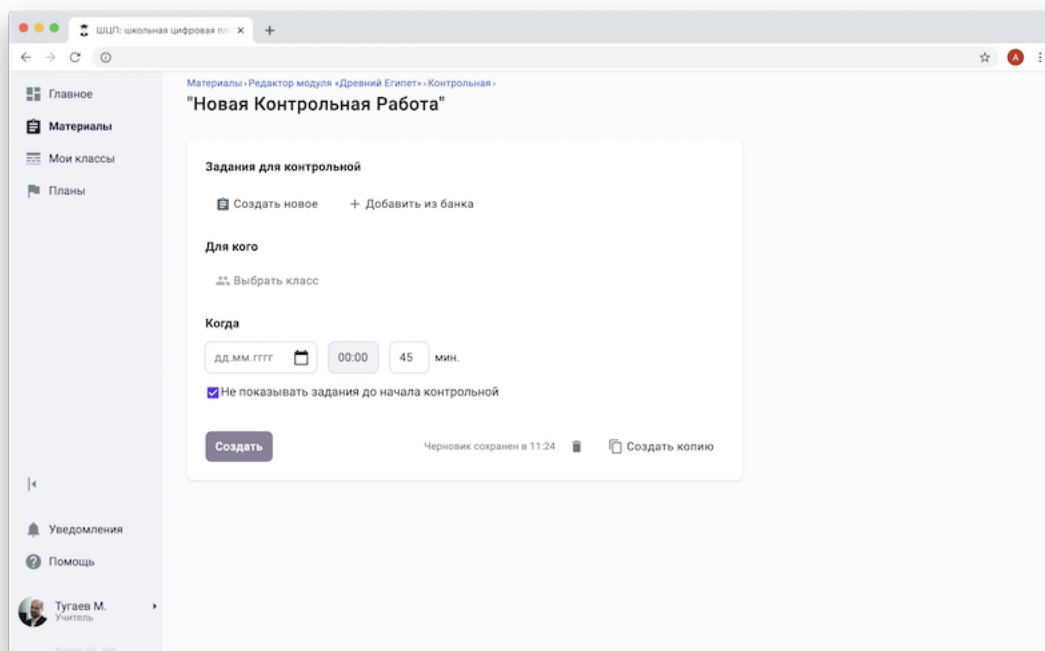 ШЦП: школьная цифровая пл
A
Главное
Материалы
Мои классы
Планы
Материалы › Редактор модуля «Древний Египет» › Контрольная ›
"Новая Контрольная Работа"
Задания для контрольной
Создать новое + Добавить из банка
Для кого
Выбрать класс
Когда
дд.мм.гггг 00:00 45 мин.
Не показывать задания до начала контрольной
Создать Черновик сохранен в 11:24 Создать копию
Уведомления
Помощь
Тугаев М.
Учитель